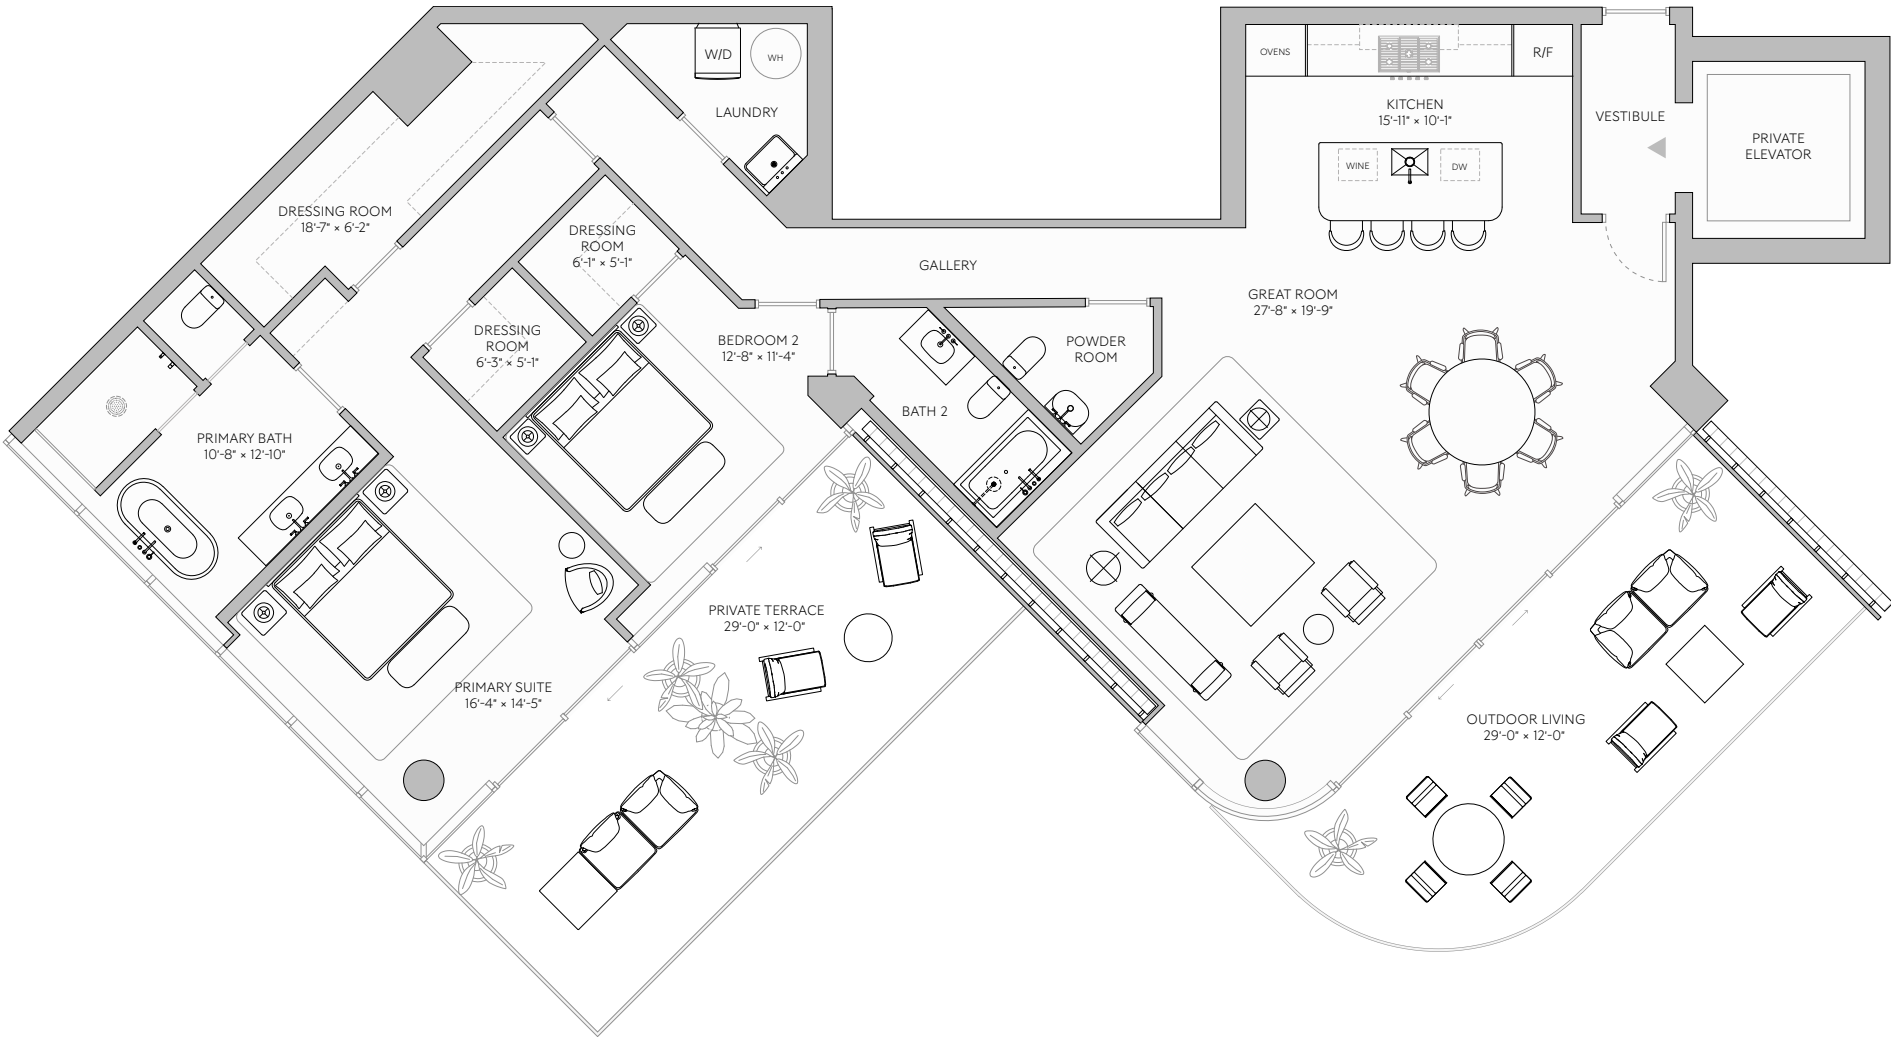 W/D
WH
LAUNDRY
OVENS
R/F
KITCHEN
15'-11" × 10'-1"
VESTIBULE
PRIVATE
ELEVATOR
WINE
DW
DRESSING ROOM
18'-7" × 6'-2"
DRESSING
ROOM
6'-1" × 5'-1"
GALLERY
GREAT ROOM
27'-8" × 19'-9"
DRESSING
ROOM
6'-3" × 5'-1"
BEDROOM 2
12'-8" × 11'-4"
POWDER
ROOM
BATH 2
PRIMARY BATH
10'-8" × 12'-10"
PRIVATE TERRACE
29'-0" × 12'-0"
PRIMARY SUITE
16'-4" × 14'-5"
OUTDOOR LIVING
29'-0" × 12'-0"